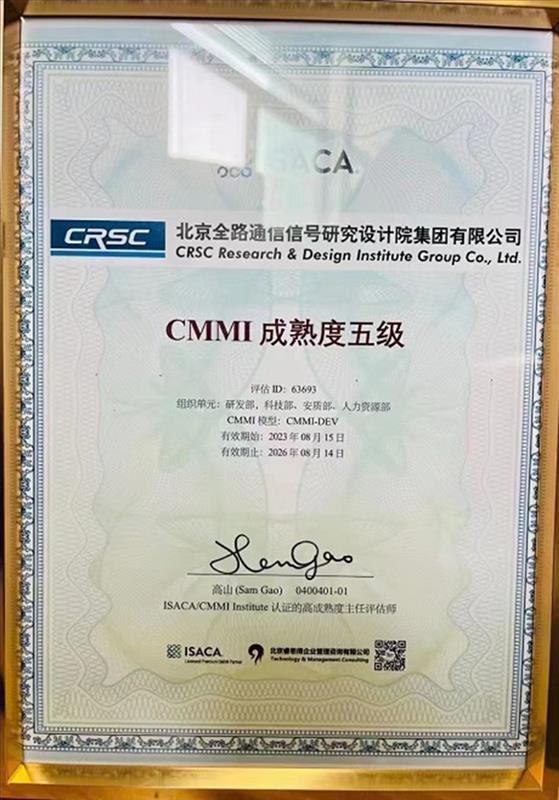 ISACA.
CRSC 北京全路通信信号研究设计院集团有限公司
CRSC Research & Design Institute Group Co., Ltd.
CMMI 成熟度五级
评估 ID：63693
组织单元：研发部，科技部、安质部、人力资源部
CMMI 模型：CMMI-DEV
有效期始：2023 年 08 月 15 日
有效期止：2026 年 08 月 14 日
高山 (Sam Gao) 0400401-01
ISACA/CMMI Institute 认证的高成熟度主任评估师
ISACA 北京睿思得企业管理咨询有限公司
Technology & Management Consulting